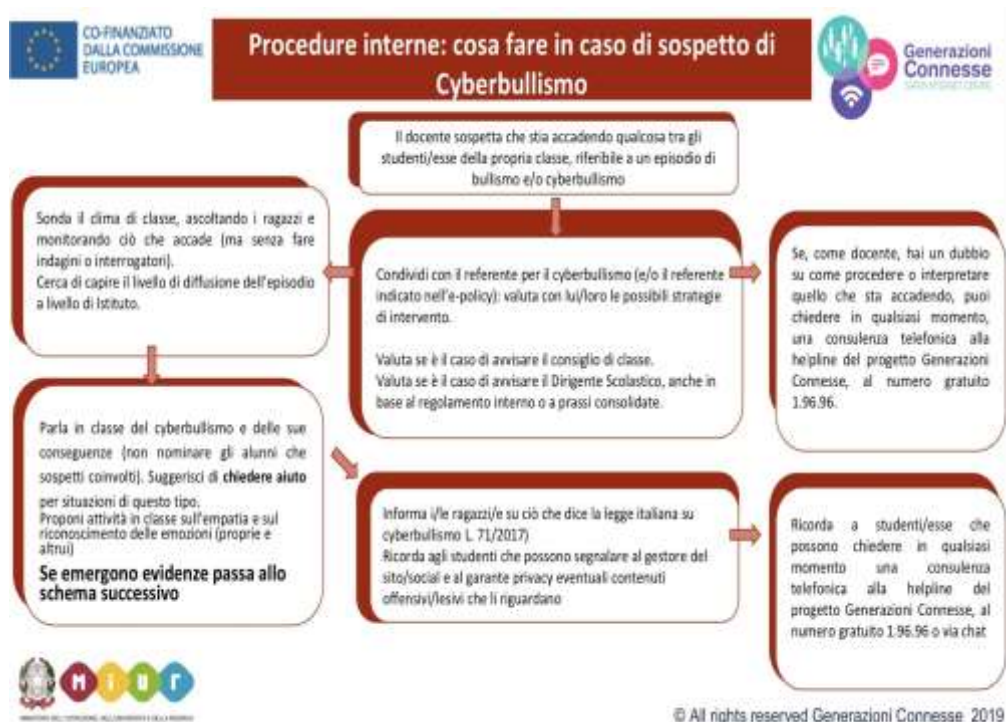 CO-FINANZIATO
DALLA COMMISSIONE
EUROPEA
Procedure interne: cosa fare in caso di sospetto di
Cyberbullismo
Generazioni
Connesse
Il docente sospetta che stia accadendo qualcosa tra gli
studenti/esse della propria classe, riferibile a un episodio di
bullismo e/o cyberbullismo
Sonda il clima di classe, ascoltando i ragazzi e
monitorando ciò che accade (ma senza fare
indagini o interrogatori).
Cerca di capire il livello di diffusione dell'episodio
a livello di Istituto.
Condividi con il referente per il cyberbullismo (e/o il referente
indicato nell'e-policy): valuta con lui/loro le possibili strategie
di intervento.
Valuta se è il caso di avvisare il consiglio di classe.
Valuta se è il caso di avvisare il Dirigente Scolastico, anche in
base al regolamento interno o a prassi consolidate.
Se, come docente, hai un dubbio
su come procedere o interpretare
quello che sta accadendo, puoi
chiedere in qualsiasi momento,
una consulenza telefonica alla
helpline del progetto Generazioni
Connesse, al numero gratuito
1.96.96.
Parla in classe del cyberbullismo e delle sue
conseguenze (non nominare gli alunni che
sospetti coinvolti). Suggerisci di chiedere aiuto
per situazioni di questo tipo.
Proponi attività in classe sull'empatia e sul
riconoscimento delle emozioni (proprie e
altrui)
Se emergono evidenze passa allo
schema successivo
Informa i/le ragazzi/e su ciò che dice la legge italiana su
cyberbullismo L. 71/2017)
Ricorda agli studenti che possono segnalare al gestore del
sito/social e al garante privacy eventuali contenuti
offensivi/lesivi che li riguardano
Ricorda a studenti/esse che
possono chiedere in qualsiasi
momento una consulenza
telefonica alla helpline del
progetto Generazioni Connesse, al
numero gratuito 1.96.96 o via chat
MIUR
MINISTERO DELL'ISTRUZIONE, DELL'UNIVERSITÀ E DELLA RICERCA
© All rights reserved Generazioni Connesse 2019